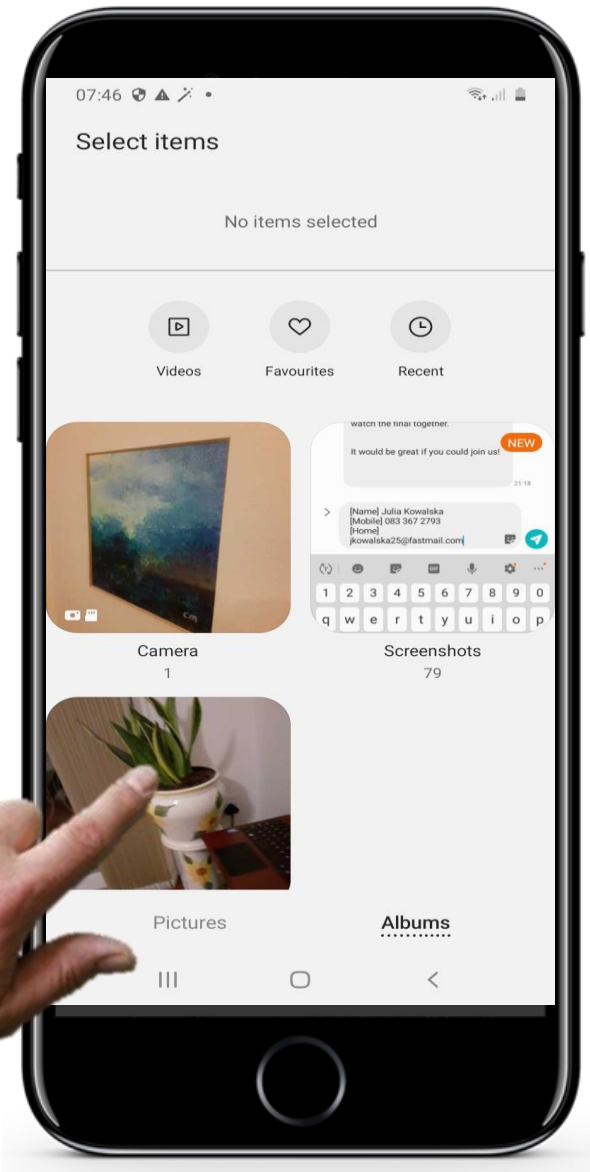 07:46
Select items
No items selected
Videos Favourites Recent
watch the final together.
It would be great if you could join us!
NEW
21:18
[Name] Julia Kowalska
[Mobile] 083 367 2793
[Home]
jkowalska25@fastmail.com
GIF
1 2 3 4 5 6 7 8 9 0
q w e r t y u i o p
cm
Camera Screenshots
1 79
Pictures Albums